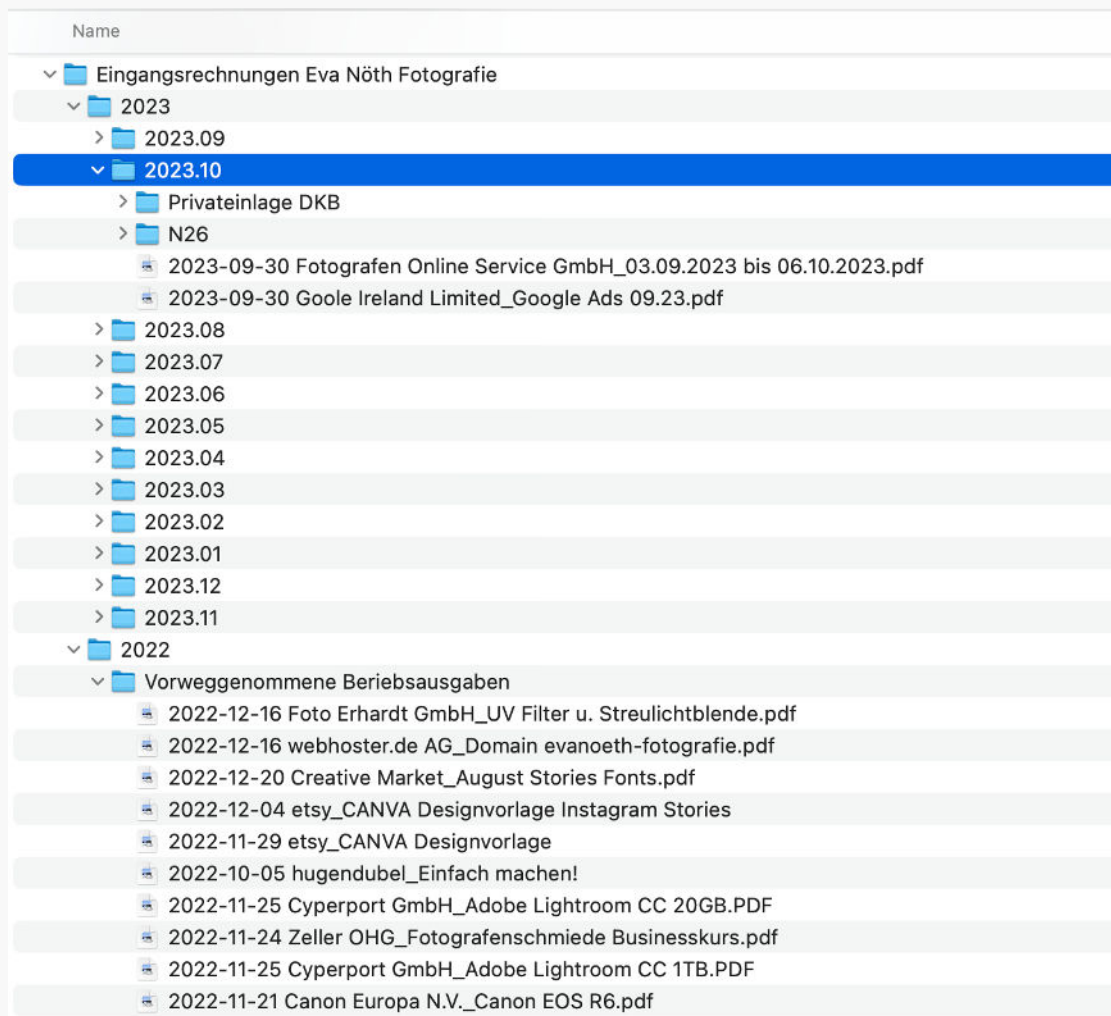 Name
Eingangsrechnungen Eva Nöth Fotografie
2023
2023.09
2023.10
Privateinlage DKB
N26
2023-09-30 Fotografen Online Service GmbH_03.09.2023 bis 06.10.2023.pdf
2023-09-30 Goole Ireland Limited_Google Ads 09.23.pdf
2023.08
2023.07
2023.06
2023.05
2023.04
2023.03
2023.02
2023.01
2023.12
2023.11
2022
Vorweggenommene Beriebsausgaben
2022-12-16 Foto Erhardt GmbH_UV Filter u. Streulichtblende.pdf
2022-12-16 webhoster.de AG_Domain evanoeth-fotografie.pdf
2022-12-20 Creative Market_August Stories Fonts.pdf
2022-12-04 etsy_CANVA Designvorlage Instagram Stories
2022-11-29 etsy_CANVA Designvorlage
2022-10-05 hugendubel_Einfach machen!
2022-11-25 Cyperport GmbH_Adobe Lightroom CC 20GB.PDF
2022-11-24 Zeller OHG_Fotografenschmiede Businesskurs.pdf
2022-11-25 Cyperport GmbH_Adobe Lightroom CC 1TB.PDF
2022-11-21 Canon Europa N.V._Canon EOS R6.pdf